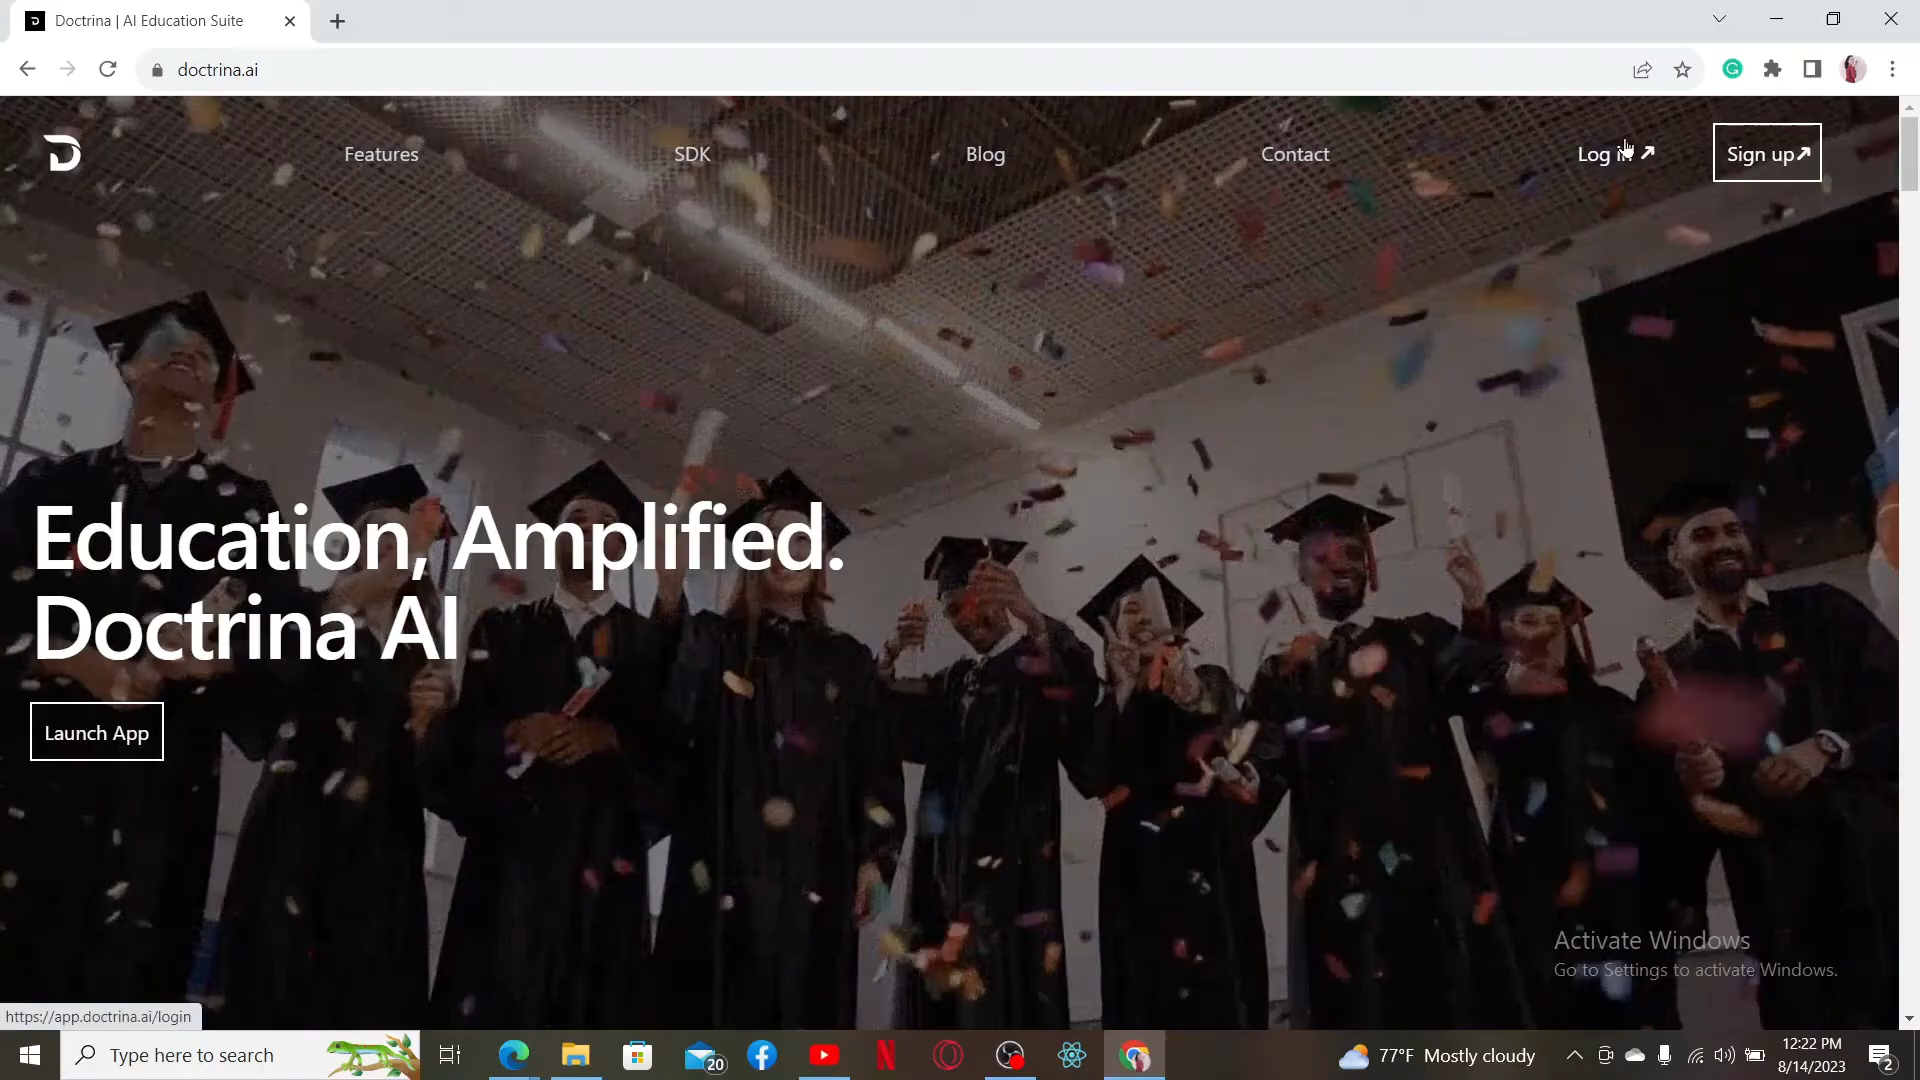 Doctrina | AI Education Suite
doctrina.ai
Features
SDK
Blog
Contact
Log in
Sign up
Education, Amplified.
Doctrina AI
Launch App
Activate Windows
Go to Settings to activate Windows.
https://app.doctrina.ai/login
Type here to search
20
77°F Mostly cloudy
12:22 PM
8/14/2023
2